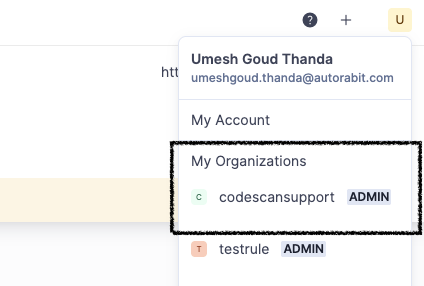 ? + U
Umesh Goud Thanda
umeshgoud.thanda@autorabit.com
htt
My Account
My Organizations
C codescansupport ADMIN
T testrule ADMIN